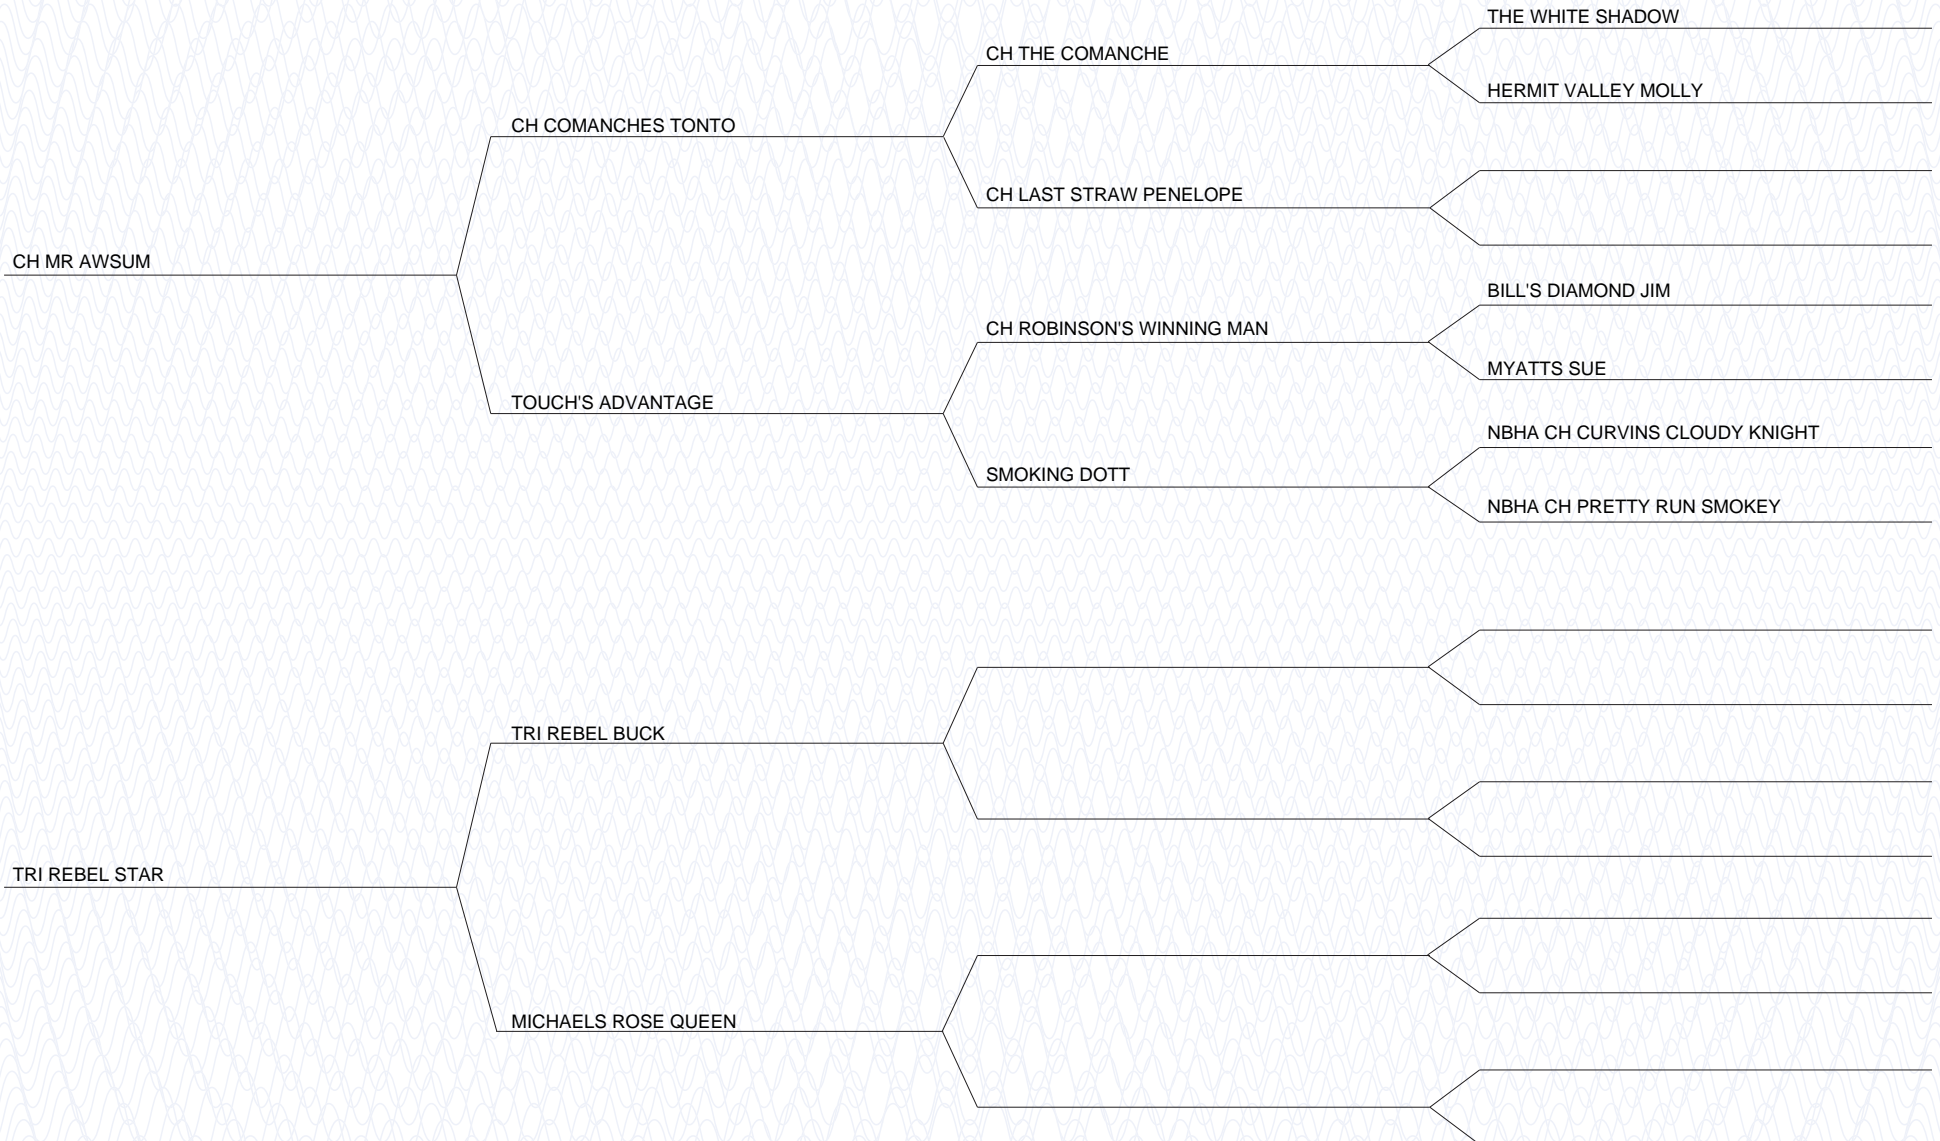 THE WHITE SHADOW
CH THE COMANCHE
HERMIT VALLEY MOLLY
CH COMANCHES TONTO
CH LAST STRAW PENELOPE
CH MR AWSUM
BILL'S DIAMOND JIM
CH ROBINSON'S WINNING MAN
MYATTS SUE
TOUCH'S ADVANTAGE
NBHA CH CURVINS CLOUDY KNIGHT
SMOKING DOTT
NBHA CH PRETTY RUN SMOKEY
TRI REBEL BUCK
TRI REBEL STAR
MICHAELS ROSE QUEEN